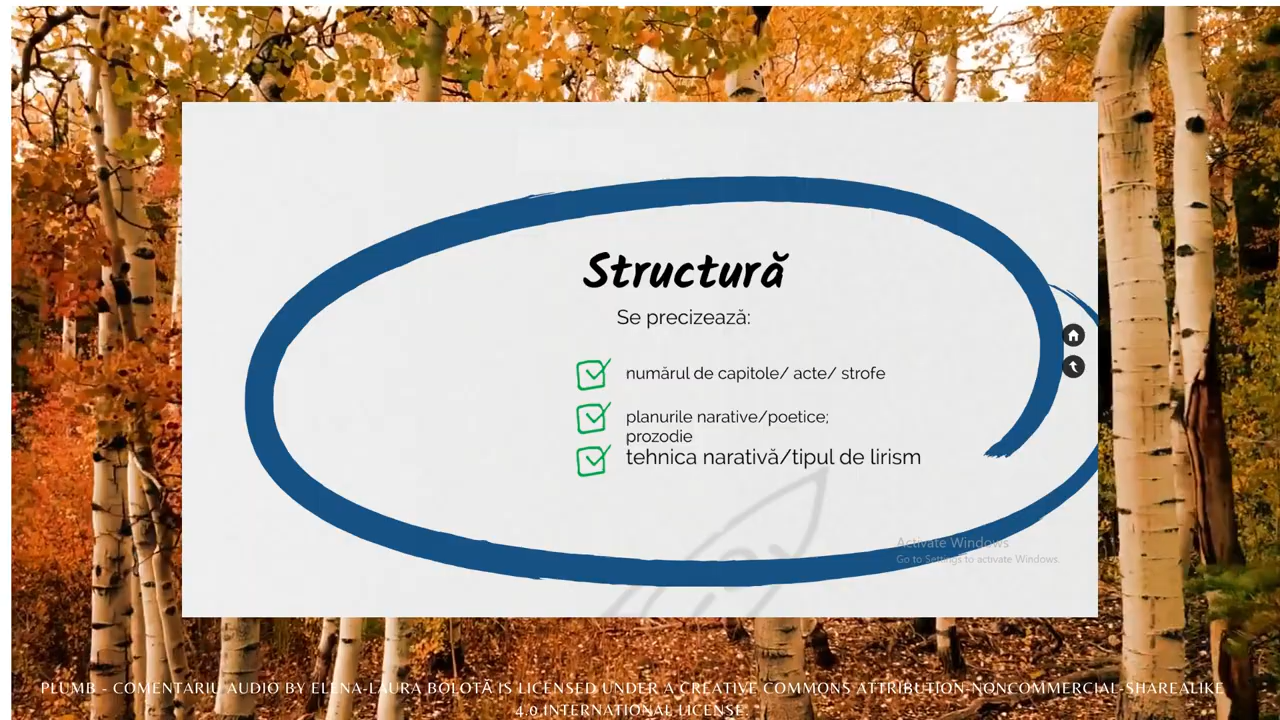 Structură
Se precizează:
numărul de capitole/ acte/ strofe
planurile narative/poetice;
prozodie
tehnica narativă/tipul de lirism
Activate Windows
Go to Settings to activate Windows.
PLUMB - COMENTARIU AUDIO BY ELENA-LAURA BOLOTĂ IS LICENSED UNDER A CREATIVE COMMONS ATTRIBUTION-NONCOMMERCIAL-SHAREALIKE
4.0 INTERNATIONAL LICENSE.